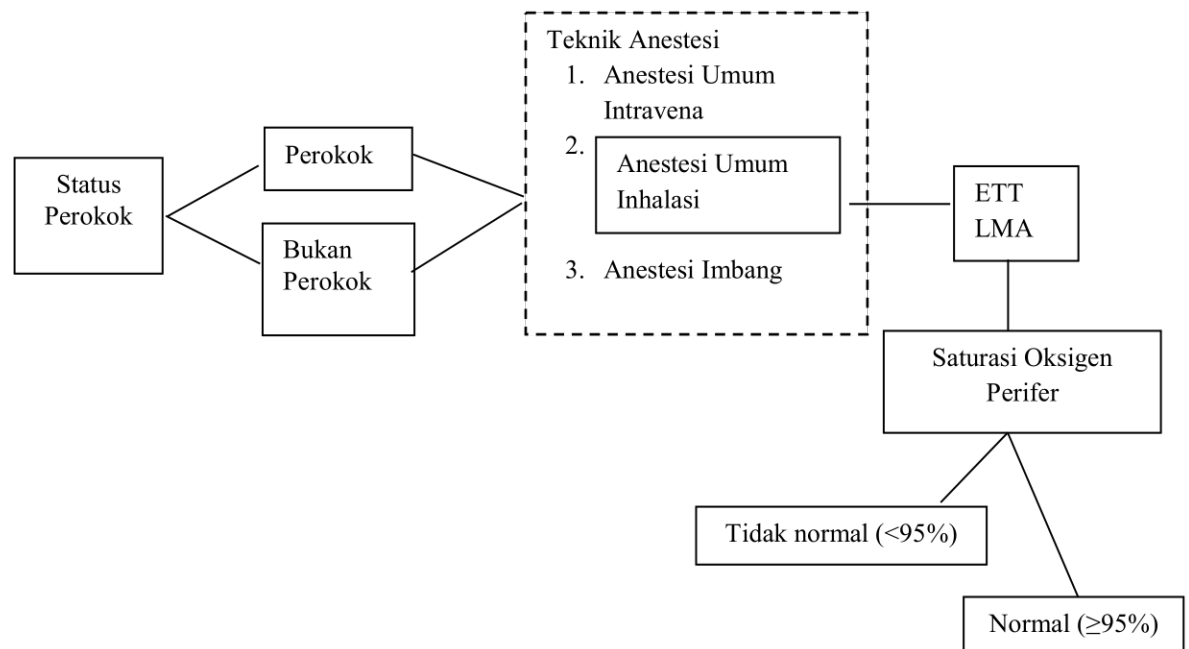 Status
Perokok
Perokok
Bukan
Perokok
Teknik Anestesi
1. Anestesi Umum
Intravena
2. Anestesi Umum
Inhalasi
3. Anestesi Imbang
ETT
LMA
Saturasi Oksigen
Perifer
Tidak normal (<95%)
Normal (≥95%)